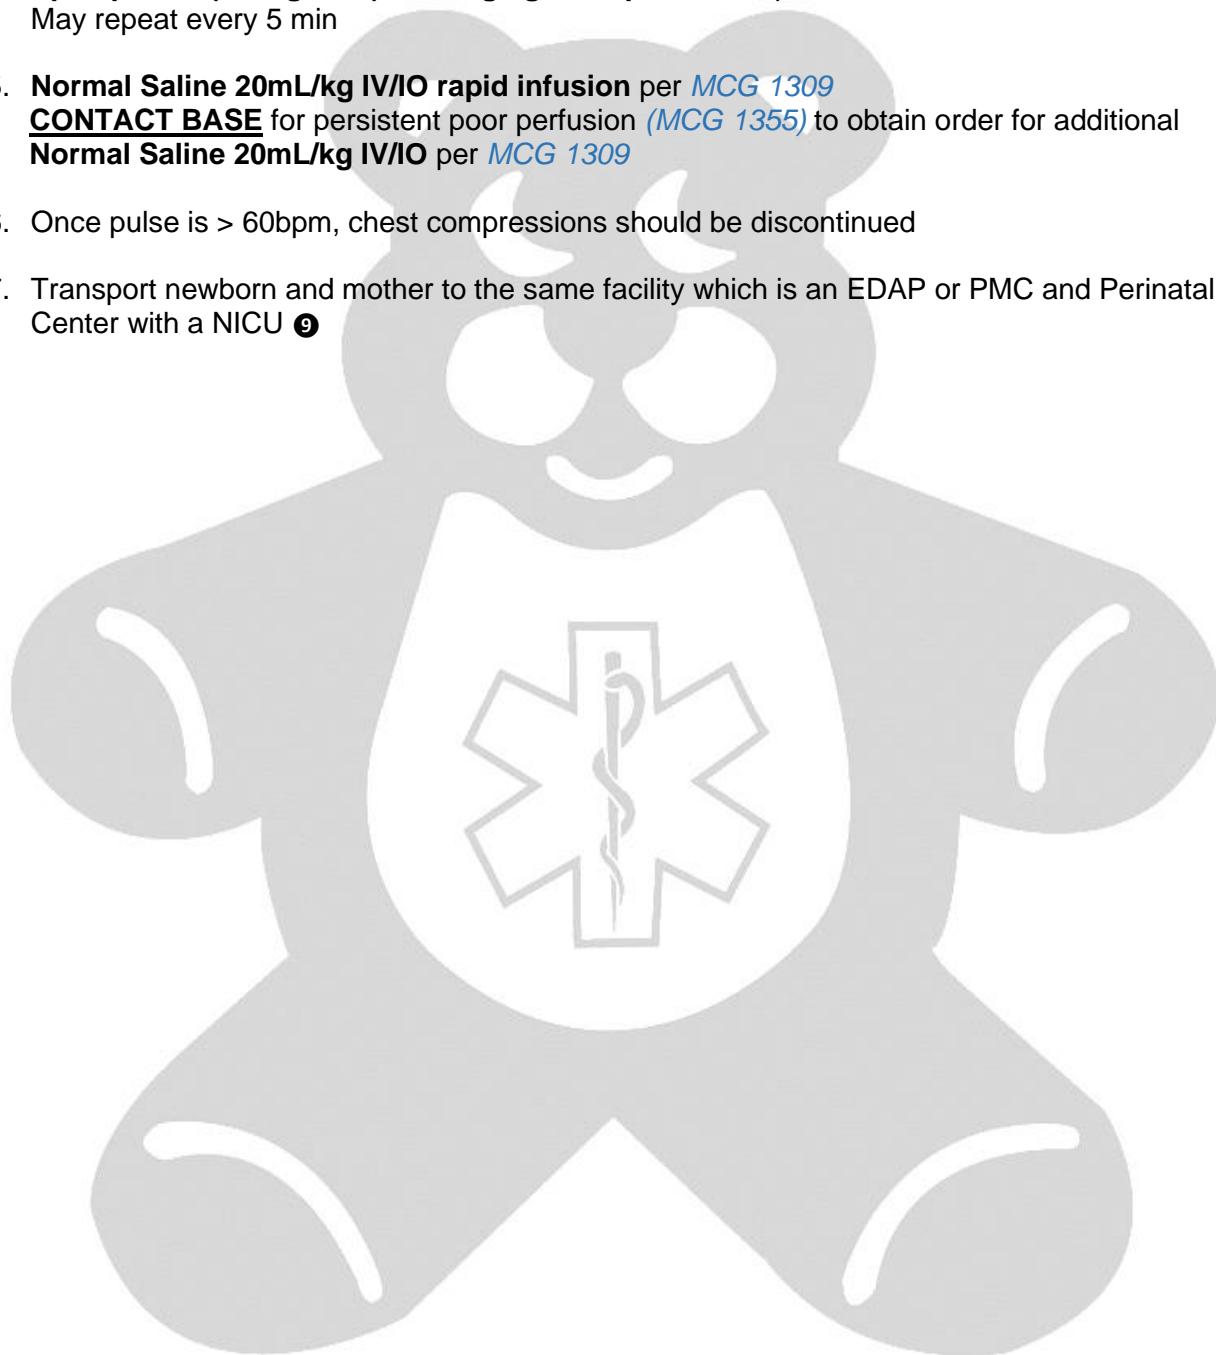 May repeat every 5 min
. Normal Saline 20mL/kg IV/IO rapid infusion per MCG 1309
CONTACT BASE for persistent poor perfusion (MCG 1355) to obtain order for additional
Normal Saline 20mL/kg IV/IO per MCG 1309
. Once pulse is > 60bpm, chest compressions should be discontinued
. Transport newborn and mother to the same facility which is an EDAP or PMC and Perinatal
Center with a NICU ❾